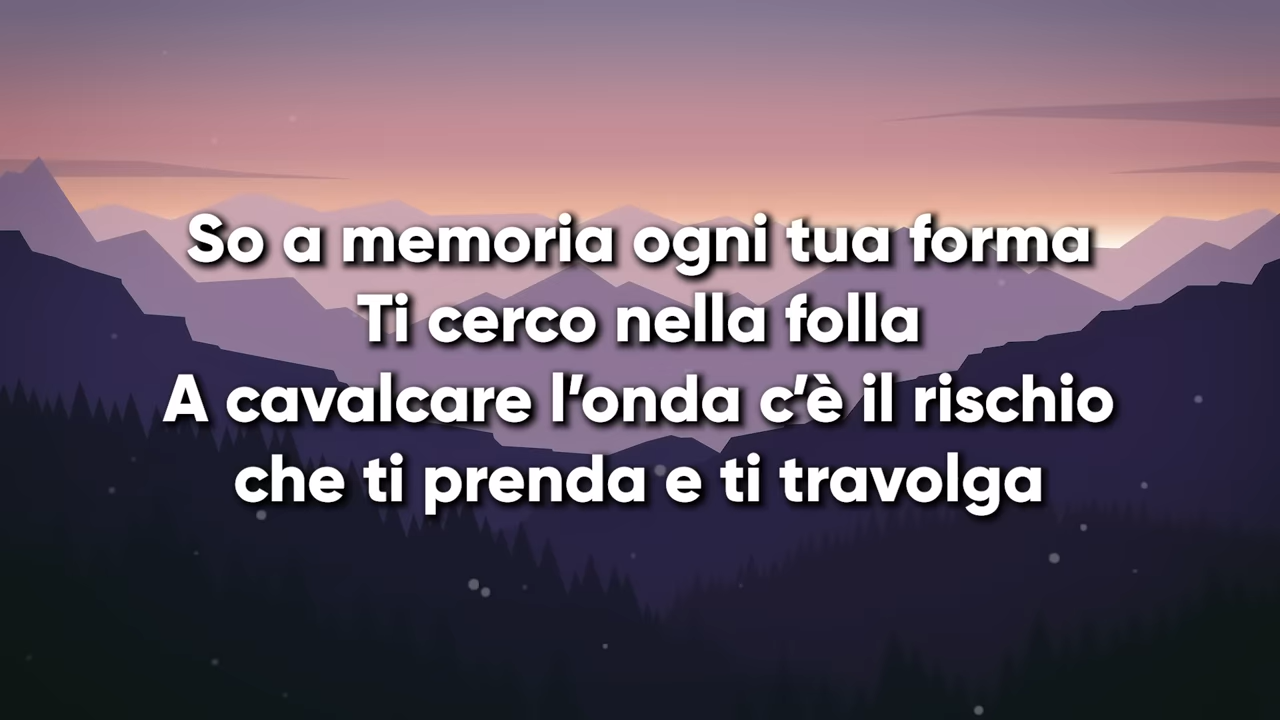 So a memoria ogni tua forma
Ti cerco nella folla
A cavalcare l’onda c’è il rischio
che ti prenda e ti travolga